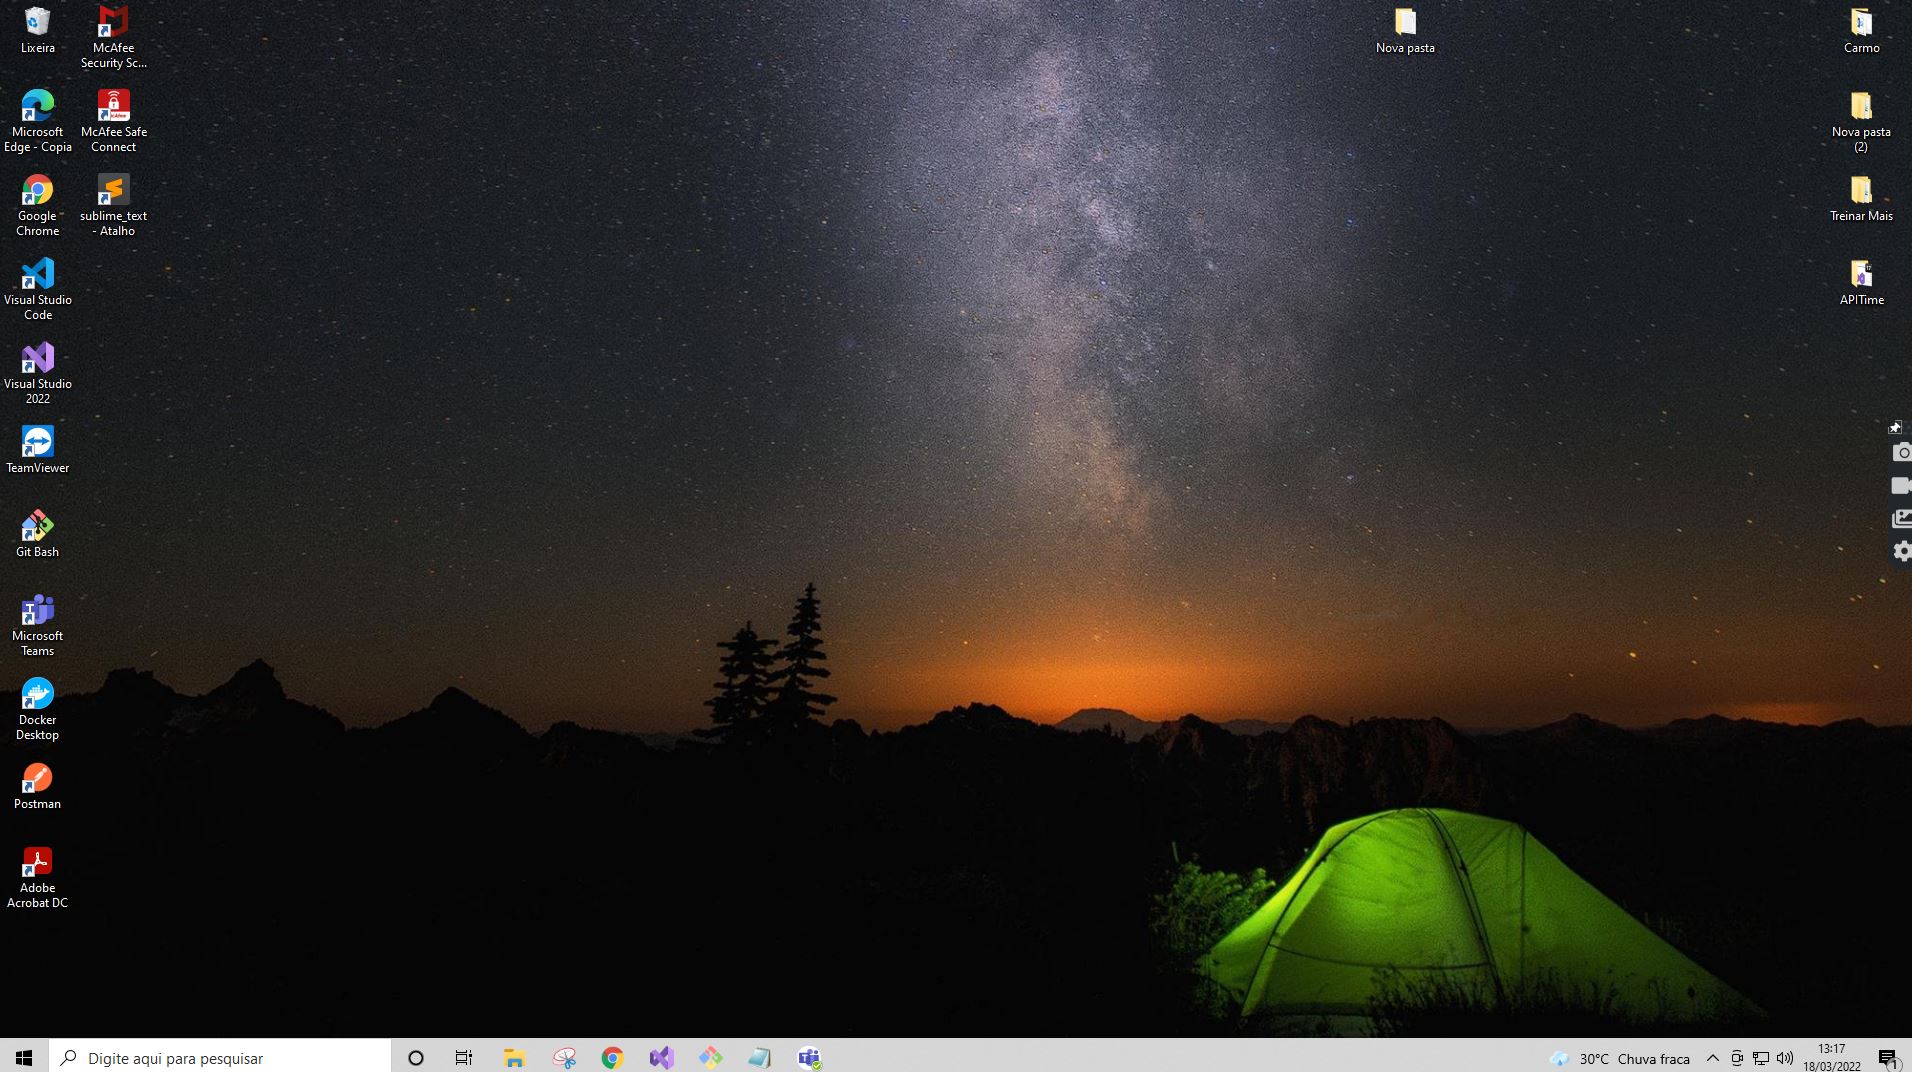 Lixeira
McAfee
Security Sc...
Nova pasta
Carmo
Microsoft
Edge - Copia
McAfee Safe
Connect
Nova pasta
(2)
Google
Chrome
sublime_text
- Atalho
Treinar Mais
Visual Studio
Code
APITime
Visual Studio
2022
TeamViewer
Git Bash
Microsoft
Teams
Docker
Desktop
Postman
Adobe
Acrobat DC
Digite aqui para pesquisar
30°C Chuva fraca
13:17
18/03/2022
1